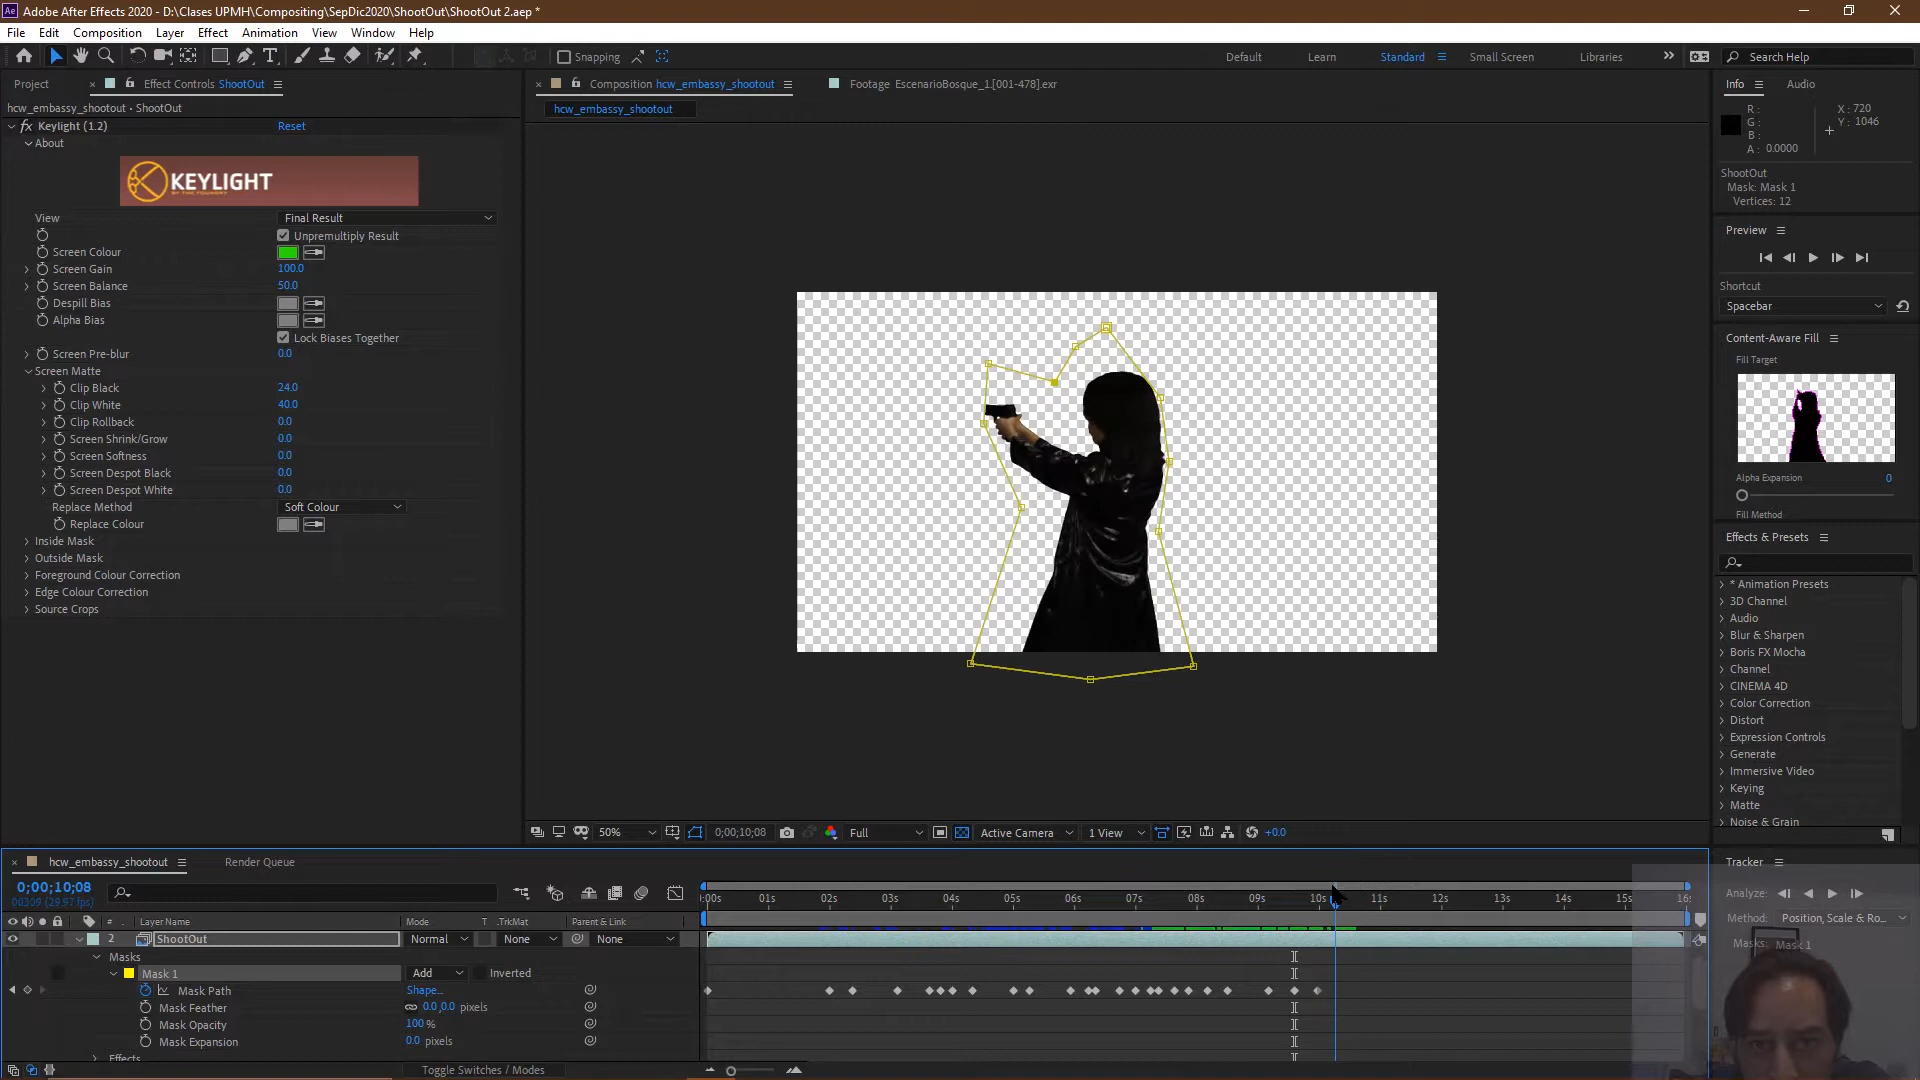 Ae Adobe After Effects 2020 - D:\Clases UPMH\Compositing\SepDic2020\ShootOut\ShootOut 2.aep *
File Edit Composition Layer Effect Animation View Window Help
Snapping Default Learn Standard Small Screen Libraries Search Help
Project Effect Controls ShootOut
Composition hcw_embassy_shootout Footage EscenarioBosque_1.[001-478].exr
Info Audio
hcw_embassy_shootout • ShootOut
hcw_embassy_shootout
fx Keylight (1.2) Reset
About
KEYLIGHT
BY THE FOUNDRY
View Final Result
Unpremultiply Result
Screen Colour
Screen Gain 100.0
Screen Balance 50.0
Despill Bias
Alpha Bias
Lock Biases Together
Screen Pre-blur 0.0
Screen Matte
Clip Black 24.0
Clip White 40.0
Clip Rollback 0.0
Screen Shrink/Grow 0.0
Screen Softness 0.0
Screen Despot Black 0.0
Screen Despot White 0.0
Replace Method Soft Colour
Replace Colour
Inside Mask
Outside Mask
Foreground Colour Correction
Edge Colour Correction
Source Crops
R :
G :
B :
A : 0.0000
X : 720
Y : 1046
ShootOut
Mask: Mask 1
Vertices: 12
Preview
Shortcut
Spacebar
Content-Aware Fill
Fill Target
Alpha Expansion 0
Fill Method
Effects & Presets
* Animation Presets
3D Channel
Audio
Blur & Sharpen
Boris FX Mocha
Channel
CINEMA 4D
Color Correction
Distort
Expression Controls
Generate
Immersive Video
Keying
Matte
Noise & Grain
50% 0;00;10;08 Full Active Camera 1 View +0.0
hcw_embassy_shootout Render Queue
0;00;10;08
00309 (29.97 fps)
:00s 01s 02s 03s 04s 05s 06s 07s 08s 09s 10s 11s 12s 13s 14s 15s 16s
# Layer Name Mode T .TrkMat Parent & Link
2 ShootOut Normal None None
Masks
Mask 1 Add Inverted
Mask Path Shape...
Mask Feather 0.0,0.0 pixels
Mask Opacity 100 %
Mask Expansion 0.0 pixels
Effects
Toggle Switches / Modes
Tracker
Analyze:
Method: Position, Scale & Ro...
Masks: Mask 1